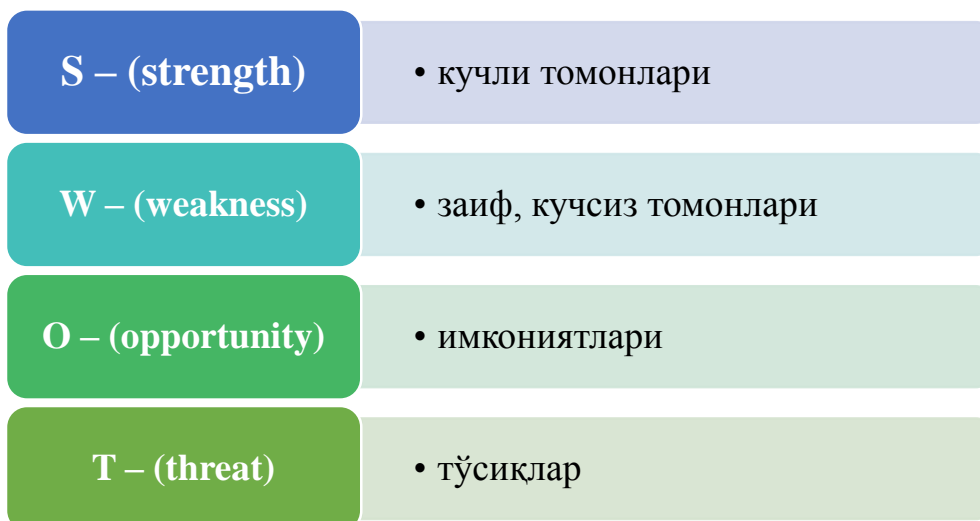 S – (strength)
• кучли томонлари
W – (weakness)
• заиф, кучсиз томонлари
O – (opportunity)
• имкониятлари
T – (threat)
• тўсиқлар